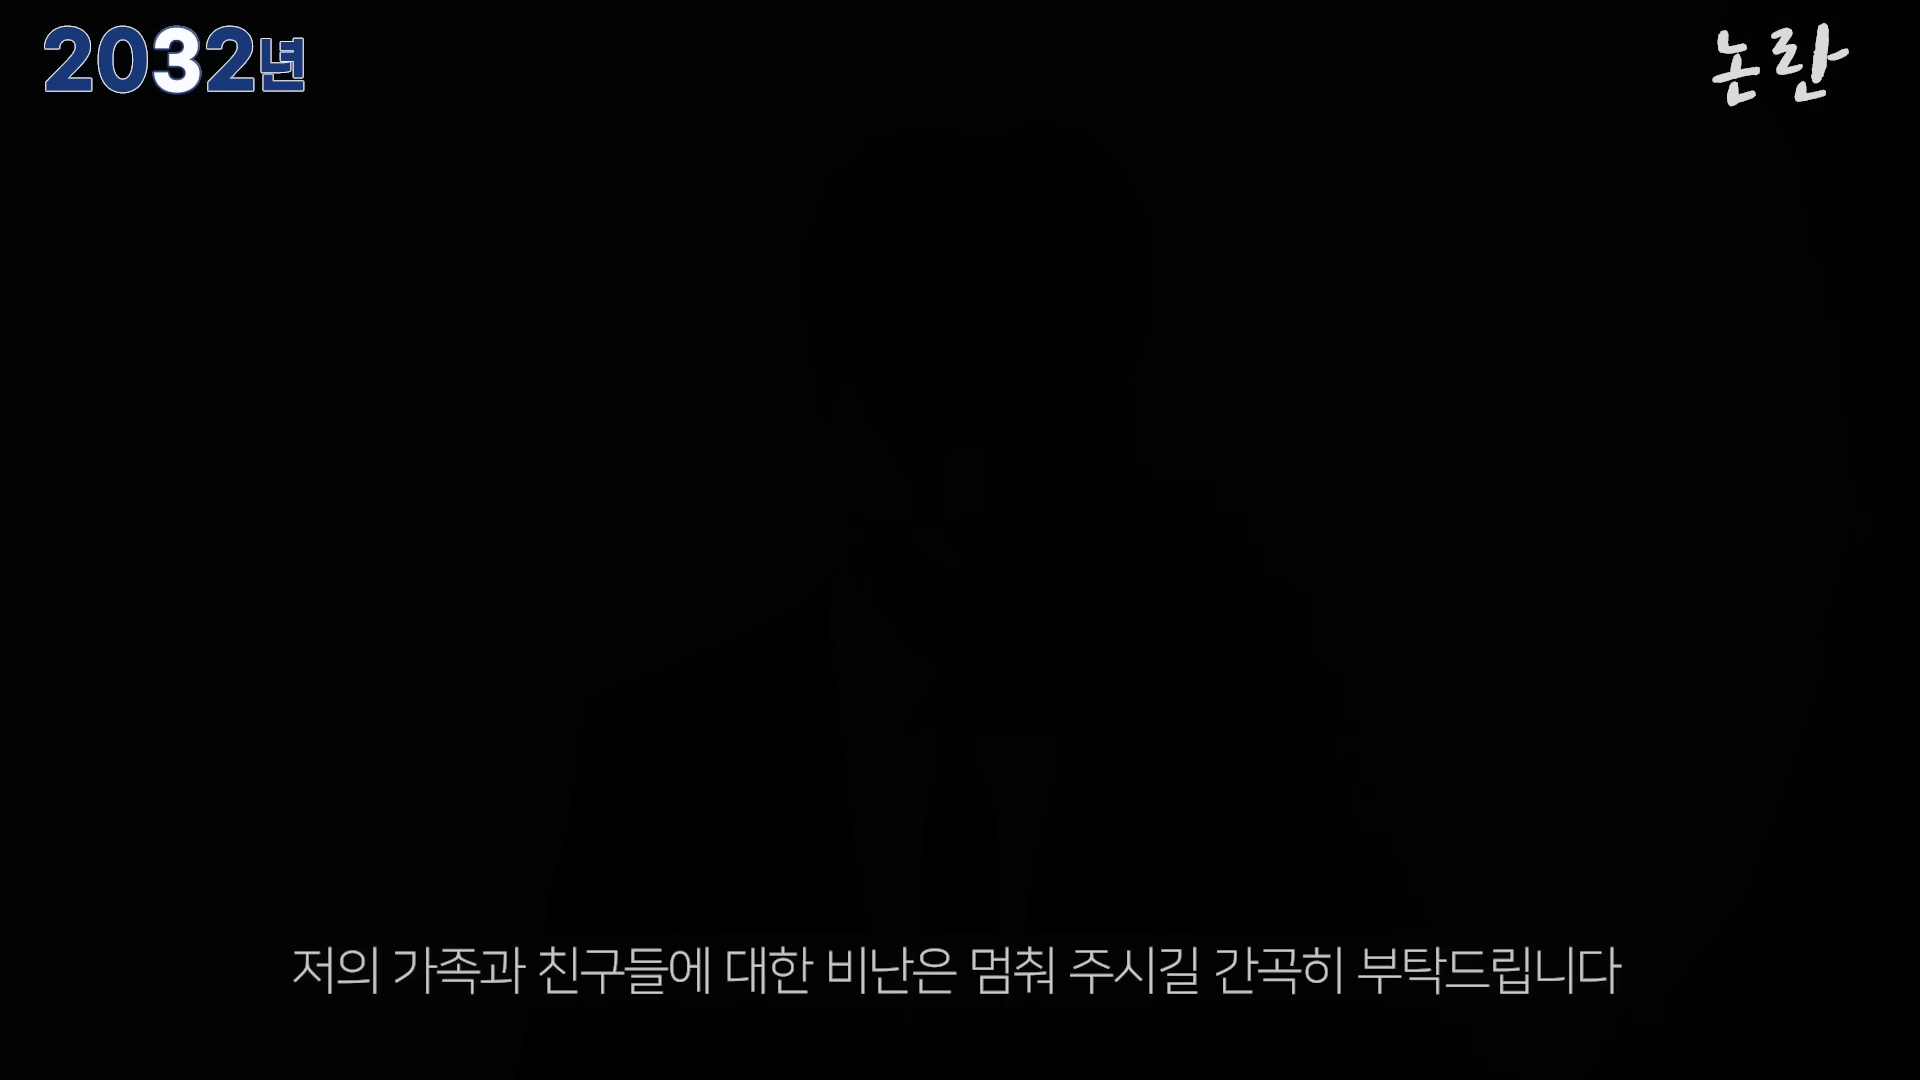 2032년
논란
저의 가족과 친구들에 대한 비난은 멈춰 주시길 간곡히 부탁드립니다